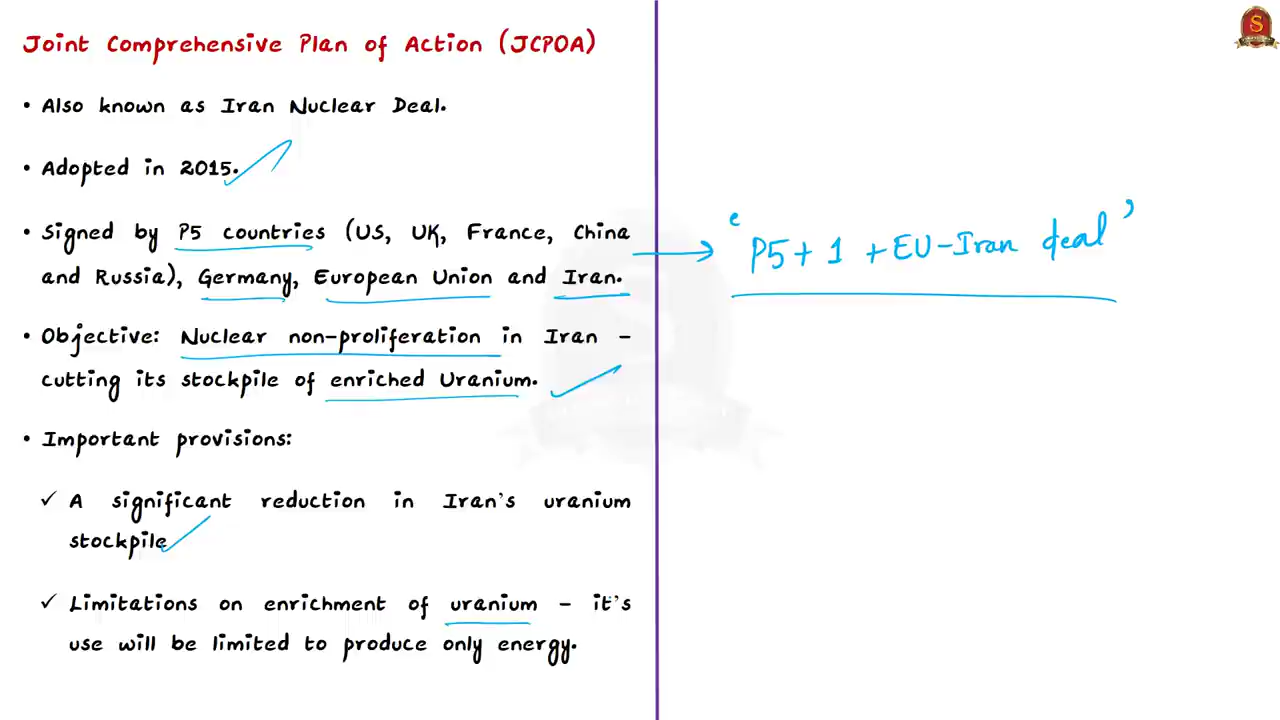 Joint Comprehensive Plan of Action (JCPOA)
• Also known as Iran Nuclear Deal.
• Adopted in 2015.
• Signed by P5 countries (US, UK, France, China
and Russia), Germany, European Union and Iran.
• Objective: Nuclear non-proliferation in Iran –
cutting its stockpile of enriched Uranium.
• Important provisions:
✓ A significant reduction in Iran's uranium
stockpile
✓ Limitations on enrichment of uranium – it's
use will be limited to produce only energy.
'P5+ 1 +EU-Iran deal'
S